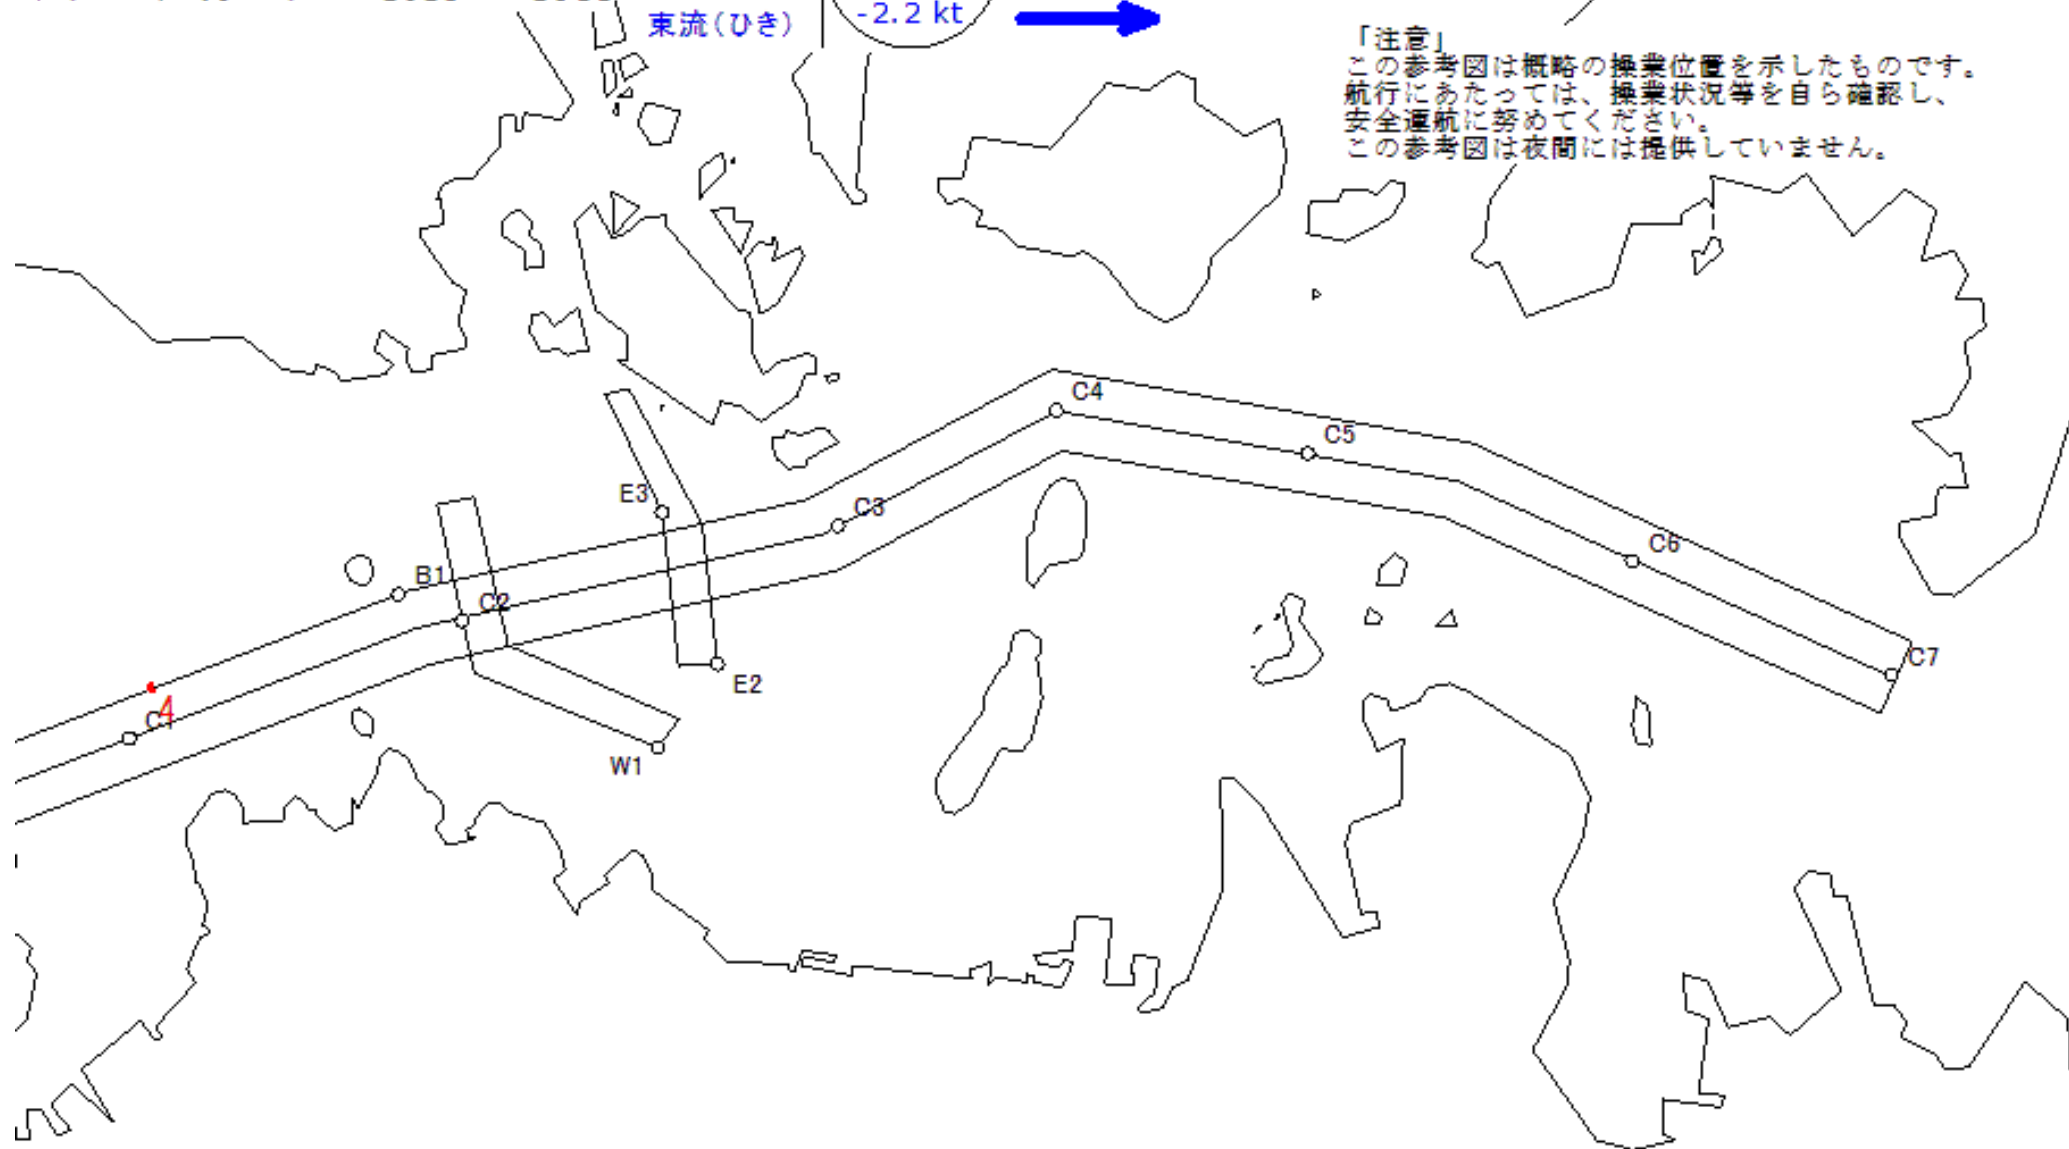 東流(ひき)
-2.2 kt
「注意」
この参考図は概略の操業位置を示したものです。
航行にあたっては、操業状況等を自ら確認し、
安全運航に努めてください。
この参考図は夜間には提供していません。
C4
C5
E3
C3
C6
B1
C2
C7
E2
4
C1
W1